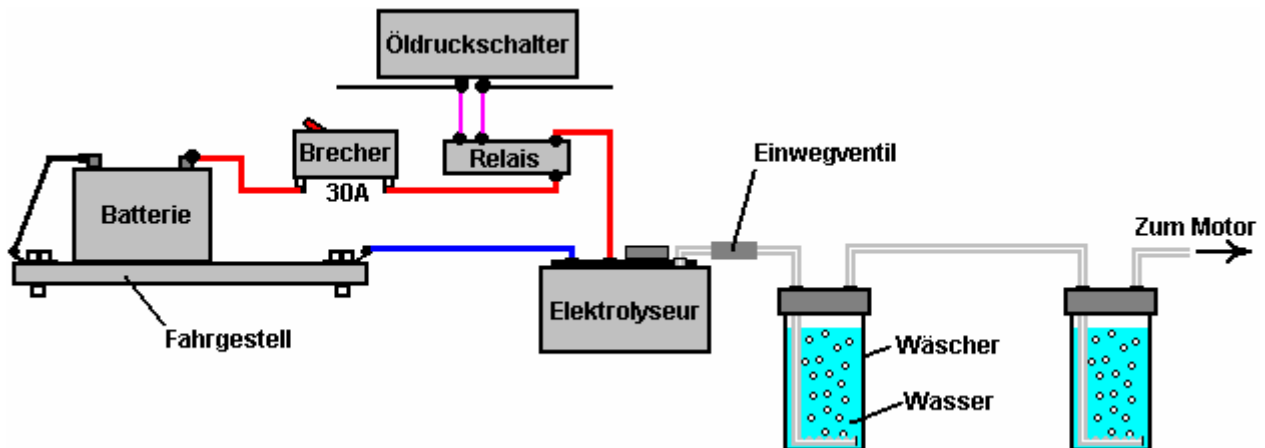 Öldruckschalter
Brecher
30A
Relais
Einwegventil
Batterie
Zum Motor
Elektrolyseur
Fahrgestell
Wäscher
Wasser